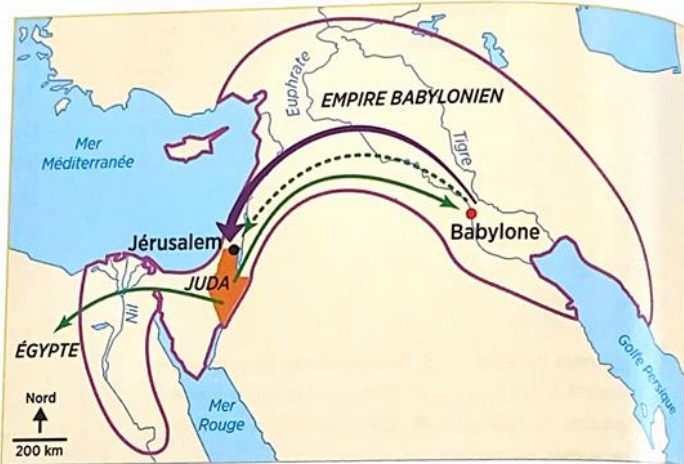 Euphrate
EMPIRE BABYLONIEN
Tigre
Mer
Méditerranée
Jérusalem
Babylone
JUDA
Nil
ÉGYPTE
Golfe Persique
Nord
200 km
Mer
Rouge